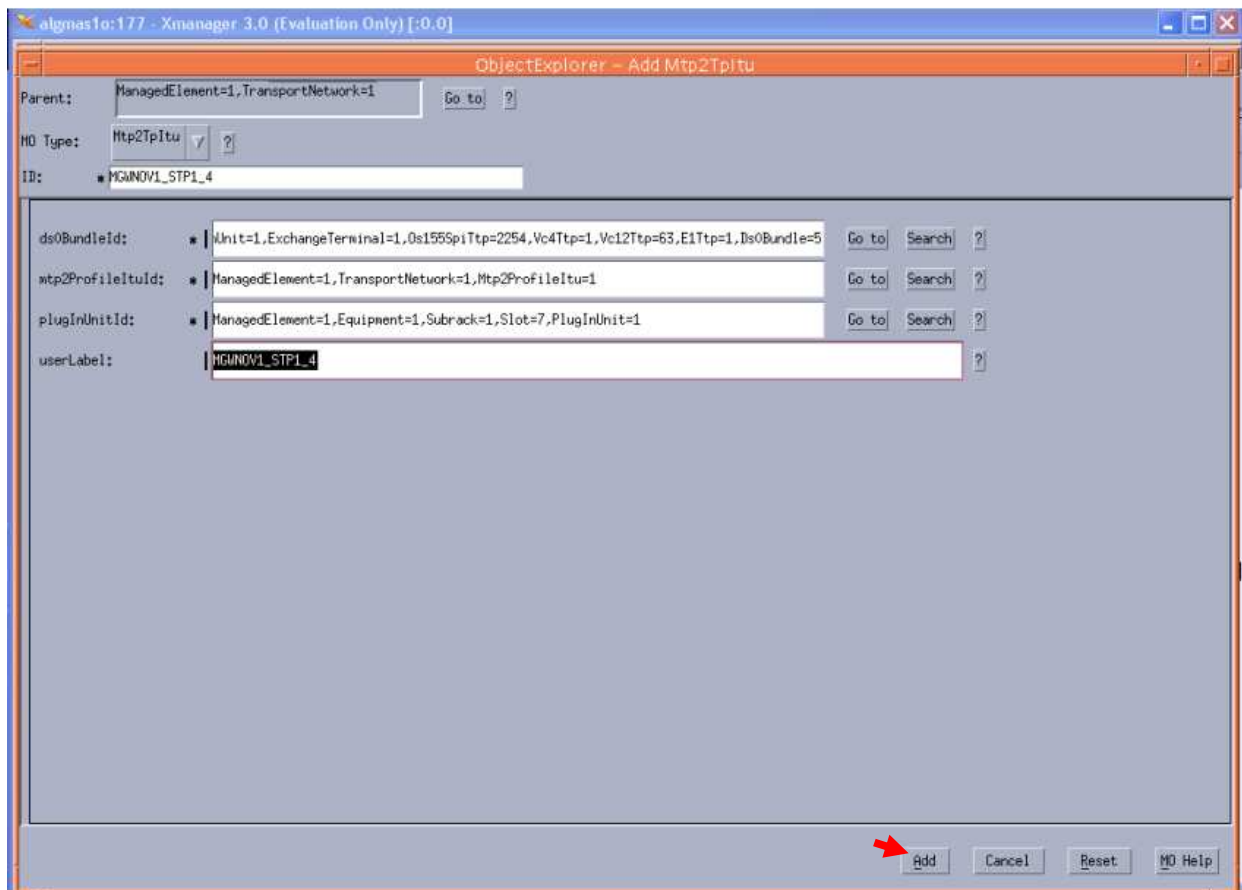 algmas1o:177 - Xmanager 3.0 (Evaluation Only) [:0.0]
ObjectExplorer – Add Mtp2TpItu
Parent: ManagedElement=1,TransportNetwork=1 Go to ?
MO Type: Mtp2TpItu ?
ID: * MGWNOV1_STP1_4
ds0BundleId: * Unit=1,ExchangeTerminal=1,Os155SpiTtp=2254,Vc4Ttp=1,Vc12Ttp=63,E1Ttp=1,Ds0Bundle=5 Go to Search ?
mtp2ProfileItuId: * ManagedElement=1,TransportNetwork=1,Mtp2ProfileItu=1 Go to Search ?
plugInUnitId: * ManagedElement=1,Equipment=1,Subrack=1,Slot=7,PlugInUnit=1 Go to Search ?
userLabel: MGWNOV1_STP1_4 ?
Add Cancel Reset MO Help